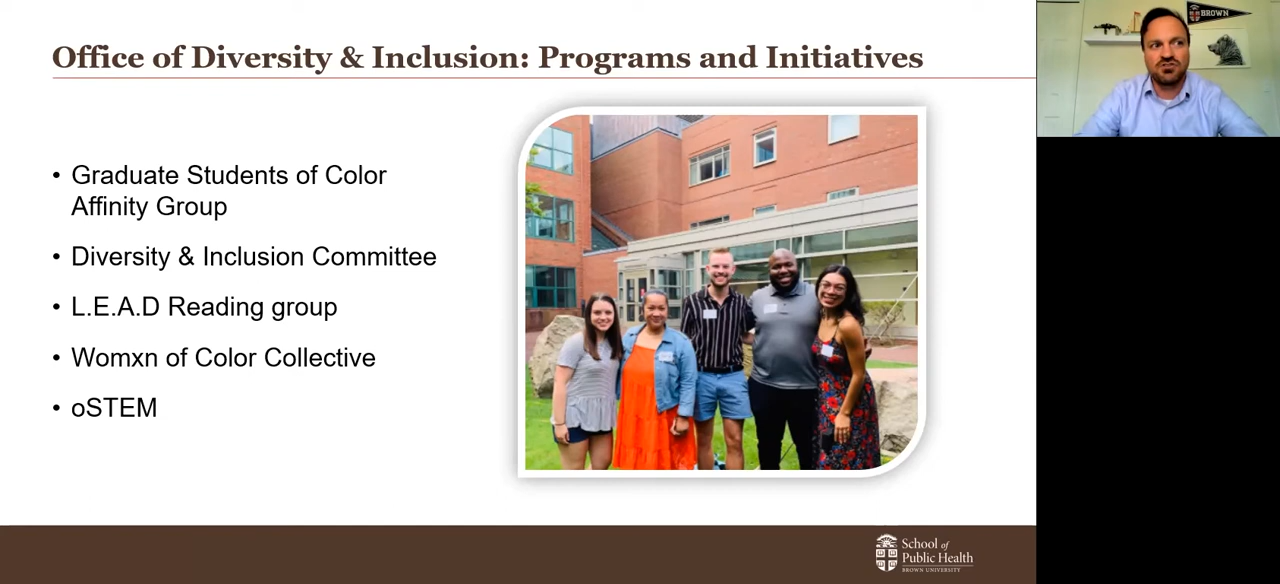 Office of Diversity & Inclusion: Programs and Initiatives
• Graduate Students of Color
Affinity Group
• Diversity & Inclusion Committee
• L.E.A.D Reading group
• Womxn of Color Collective
• oSTEM
School of
Public Health
BROWN UNIVERSITY
BROWN